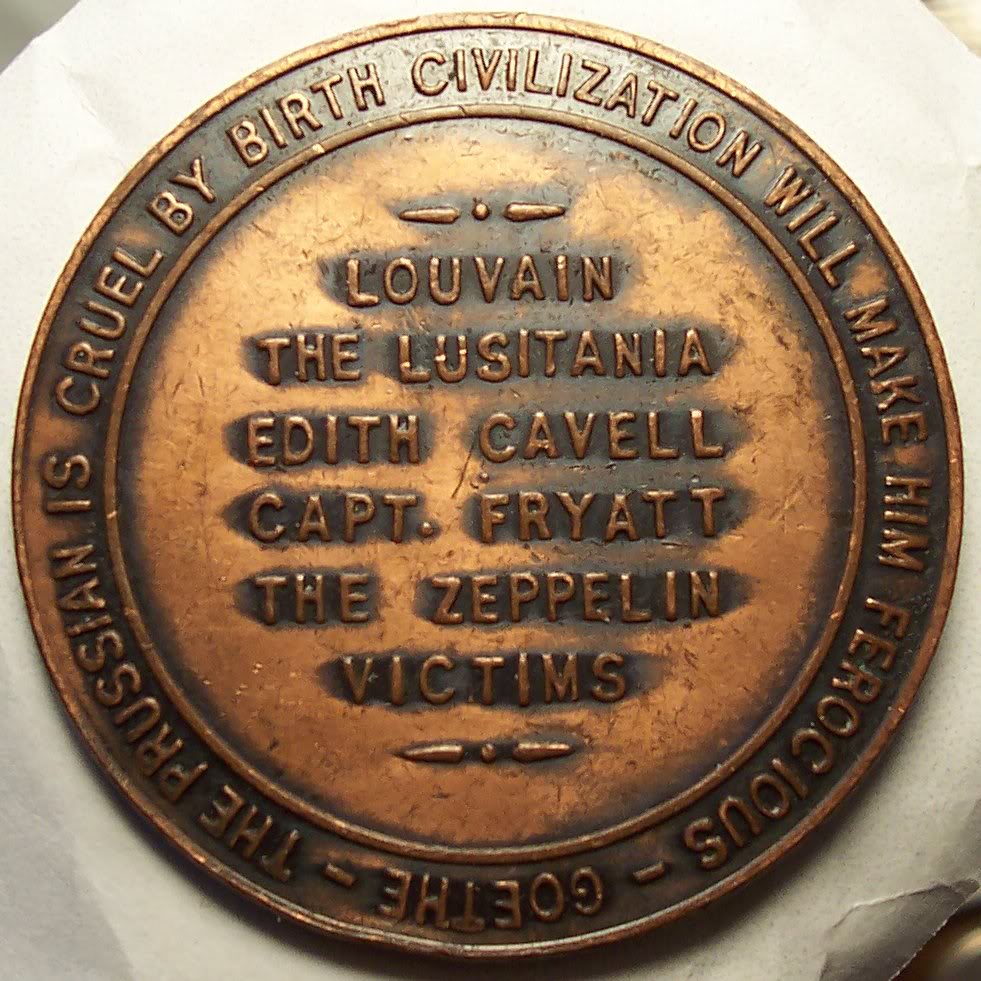 THE PRUSSIAN IS CRUEL BY BIRTH CIVILIZATION WILL MAKE HIM FEROCIOUS - GOETHE -
LOUVAIN
THE LUSITANIA
EDITH CAVELL
CAPT. FRYATT
THE ZEPPELIN
VICTIMS